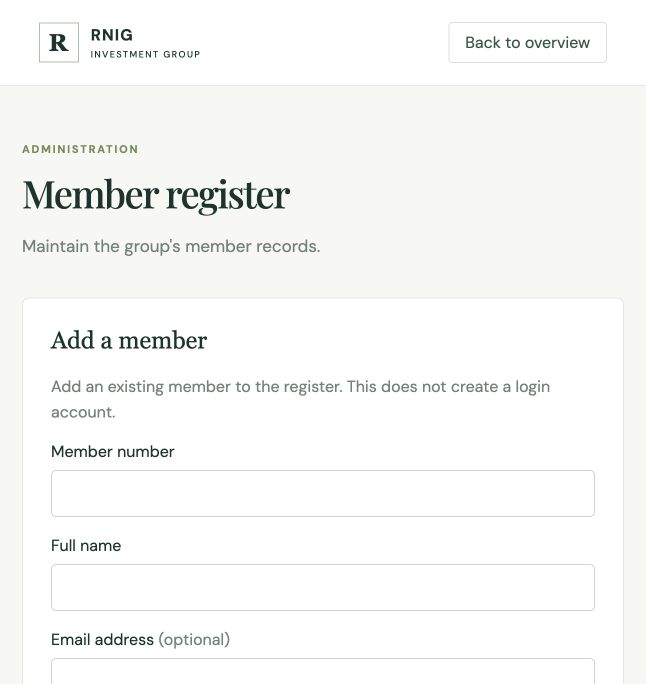 R
RNIG
INVESTMENT GROUP
Back to overview
ADMINISTRATION
Member register
Maintain the group's member records.
Add a member
Add an existing member to the register. This does not create a login
account.
Member number
Full name
Email address (optional)